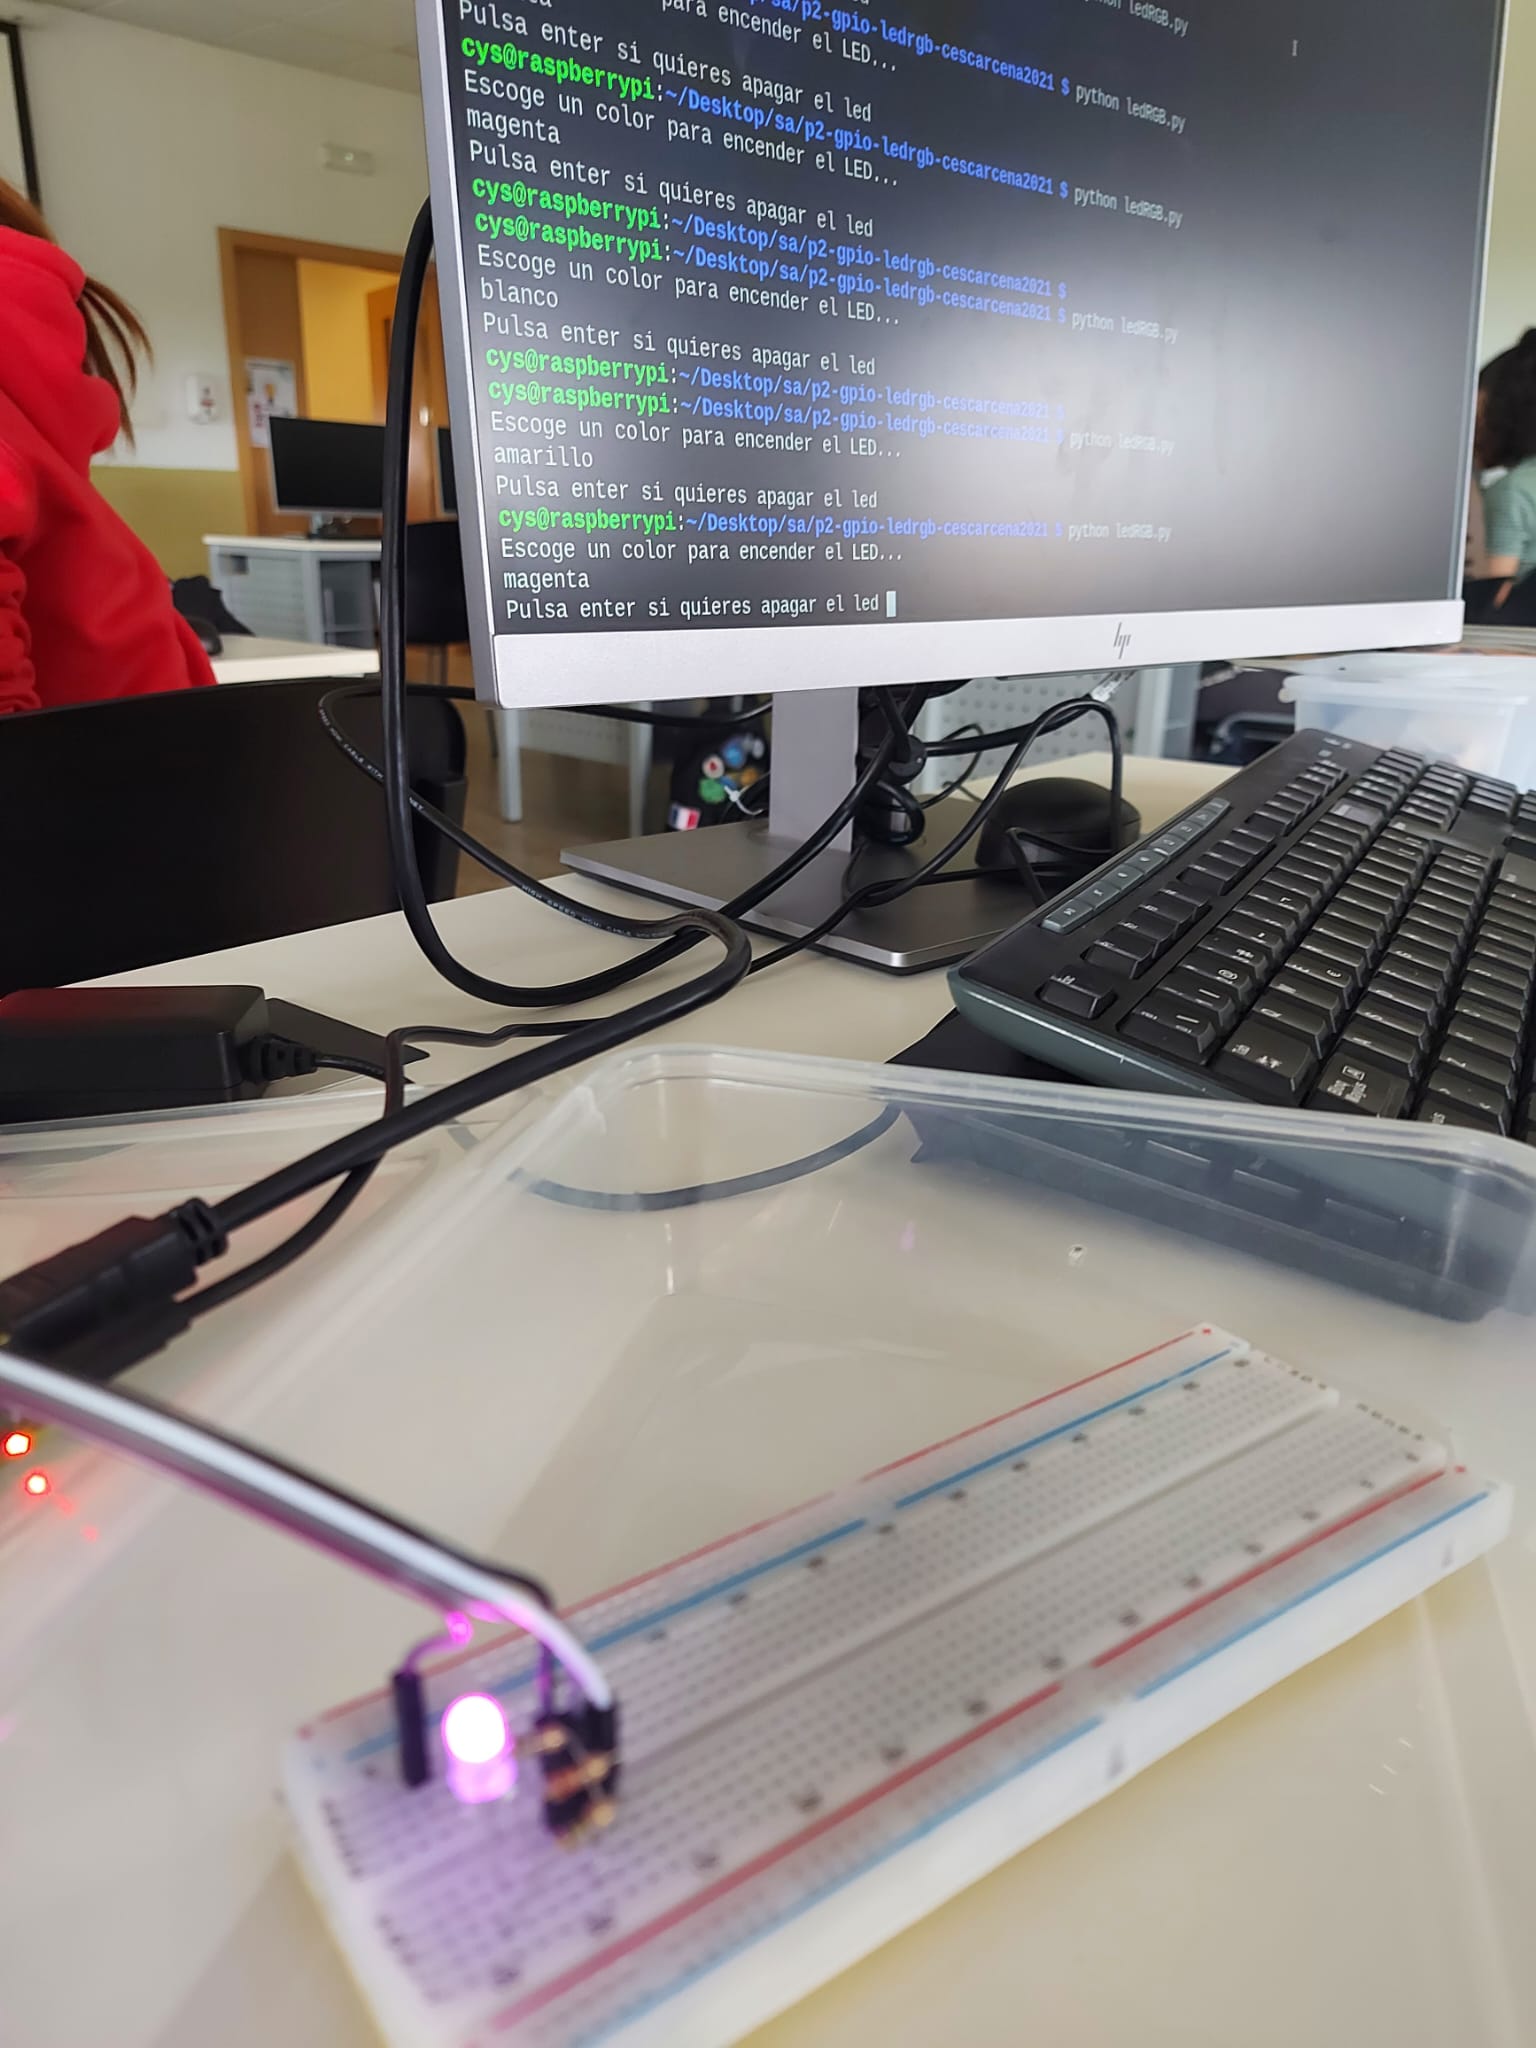 para encender el LED...
Pulsa enter si quieres apagar el led
cys@raspberrypi:~/Desktop/sa/p2-gpio-ledrgb-cescarcena2021 $ python ledRGB.py
Escoge un color para encender el LED...
magenta
Pulsa enter si quieres apagar el led
cys@raspberrypi:~/Desktop/sa/p2-gpio-ledrgb-cescarcena2021 $
cys@raspberrypi:~/Desktop/sa/p2-gpio-ledrgb-cescarcena2021 $ python ledRGB.py
Escoge un color para encender el LED...
blanco
Pulsa enter si quieres apagar el led
cys@raspberrypi:~/Desktop/sa/p2-gpio-ledrgb-cescarcena2021 $
cys@raspberrypi:~/Desktop/sa/p2-gpio-ledrgb-cescarcena2021 $ python ledRGB.py
Escoge un color para encender el LED...
amarillo
Pulsa enter si quieres apagar el led
cys@raspberrypi:~/Desktop/sa/p2-gpio-ledrgb-cescarcena2021 $ python ledRGB.py
Escoge un color para encender el LED...
magenta
Pulsa enter si quieres apagar el led
hp